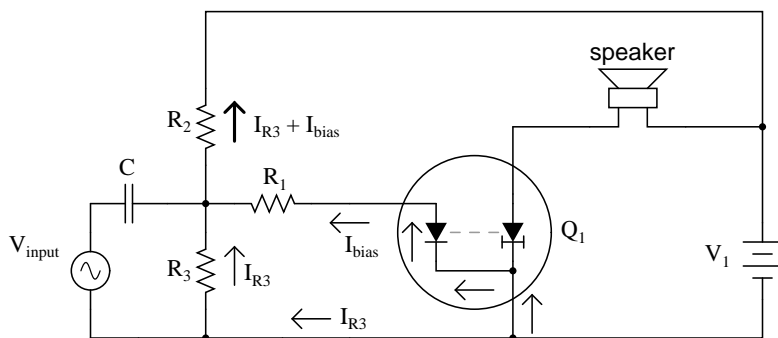 speaker
R2
IR3 + Ibias
C
R1
Vinput
Ibias
Q1
R3
IR3
V1
IR3